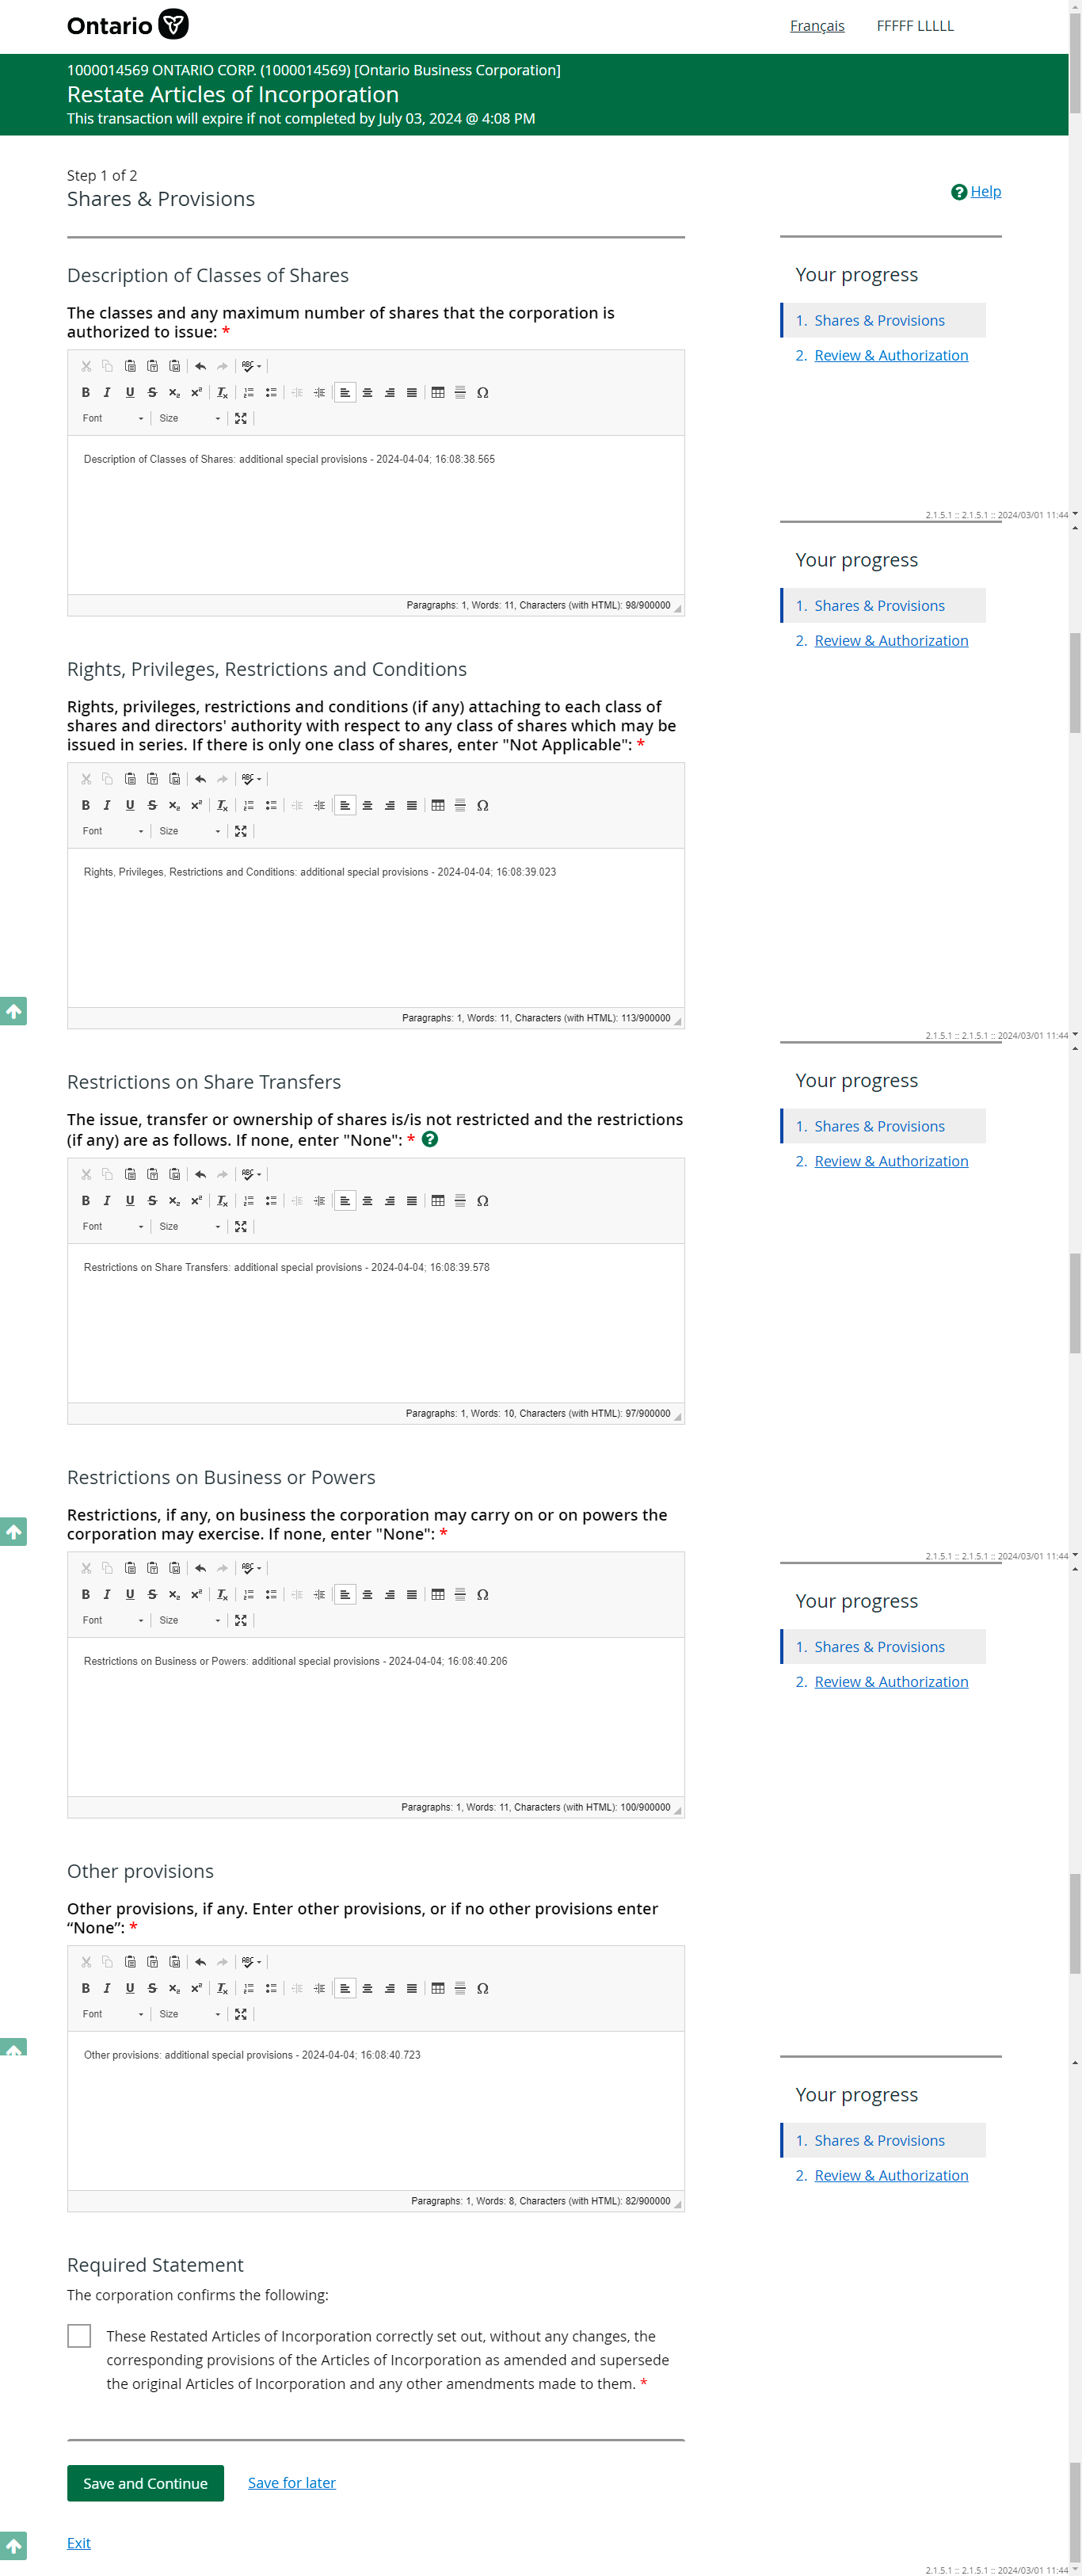 Ontario
Français FFFFF LLLLL
1000014569 ONTARIO CORP. (1000014569) [Ontario Business Corporation]
Restate Articles of Incorporation
This transaction will expire if not completed by July 03, 2024 @ 4:08 PM
Step 1 of 2
Shares & Provisions
Help
Your progress
1. Shares & Provisions
2. Review & Authorization
Description of Classes of Shares
The classes and any maximum number of shares that the corporation is
authorized to issue: *
Font Size
Description of Classes of Shares: additional special provisions - 2024-04-04; 16:08:38.565
Paragraphs: 1, Words: 11, Characters (with HTML): 98/900000
2.1.5.1 :: 2.1.5.1 :: 2024/03/01 11:44
Your progress
1. Shares & Provisions
2. Review & Authorization
Rights, Privileges, Restrictions and Conditions
Rights, privileges, restrictions and conditions (if any) attaching to each class of
shares and directors' authority with respect to any class of shares which may be
issued in series. If there is only one class of shares, enter "Not Applicable": *
Font Size
Rights, Privileges, Restrictions and Conditions: additional special provisions - 2024-04-04; 16:08:39.023
Paragraphs: 1, Words: 11, Characters (with HTML): 113/900000
2.1.5.1 :: 2.1.5.1 :: 2024/03/01 11:44
Your progress
1. Shares & Provisions
2. Review & Authorization
Restrictions on Share Transfers
The issue, transfer or ownership of shares is/is not restricted and the restrictions
(if any) are as follows. If none, enter "None": *
Font Size
Restrictions on Share Transfers: additional special provisions - 2024-04-04; 16:08:39.578
Paragraphs: 1, Words: 10, Characters (with HTML): 97/900000
Restrictions on Business or Powers
Restrictions, if any, on business the corporation may carry on or on powers the
corporation may exercise. If none, enter "None": *
2.1.5.1 :: 2.1.5.1 :: 2024/03/01 11:44
Your progress
1. Shares & Provisions
2. Review & Authorization
Font Size
Restrictions on Business or Powers: additional special provisions - 2024-04-04; 16:08:40.206
Paragraphs: 1, Words: 11, Characters (with HTML): 100/900000
Other provisions
Other provisions, if any. Enter other provisions, or if no other provisions enter
“None”: *
Font Size
Other provisions: additional special provisions - 2024-04-04; 16:08:40.723
Paragraphs: 1, Words: 8, Characters (with HTML): 82/900000
Your progress
1. Shares & Provisions
2. Review & Authorization
Required Statement
The corporation confirms the following:
These Restated Articles of Incorporation correctly set out, without any changes, the
corresponding provisions of the Articles of Incorporation as amended and supersede
the original Articles of Incorporation and any other amendments made to them. *
Save and Continue Save for later
Exit
2.1.5.1 :: 2.1.5.1 :: 2024/03/01 11:44